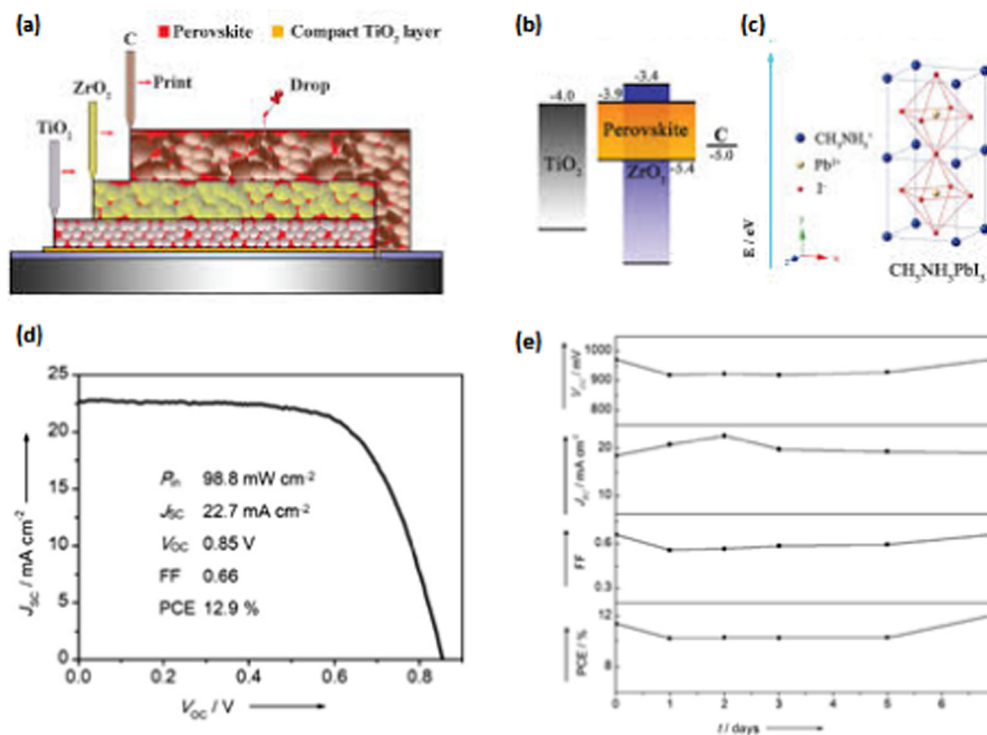 (a)
C
Perovskite
Compact TiO₂ layer
Print
ZrO₂
Drop
TiO₂
(b)
-3.4
-4.0
-3.9
Perovskite
C
-5.0
TiO₂
ZrO₂
-5.4
(c)
E / eV
CH₃NH₃⁺
Pb²⁺
I⁻
y
z
x
CH₃NH₃PbI₃
(d)
25
20
15
10
5
0
Jsc / mA cm⁻²
Pin 98.8 mW cm⁻²
JSC 22.7 mA cm⁻²
VOC 0.85 V
FF 0.66
PCE 12.9 %
0.0 0.2 0.4 0.6 0.8
VOC / V
(e)
1000
900
800
VOC / mV
20
10
JSC / mA cm⁻²
0.6
0.3
FF
12
8
PCE / %
0 1 2 3 4 5 6
t / days